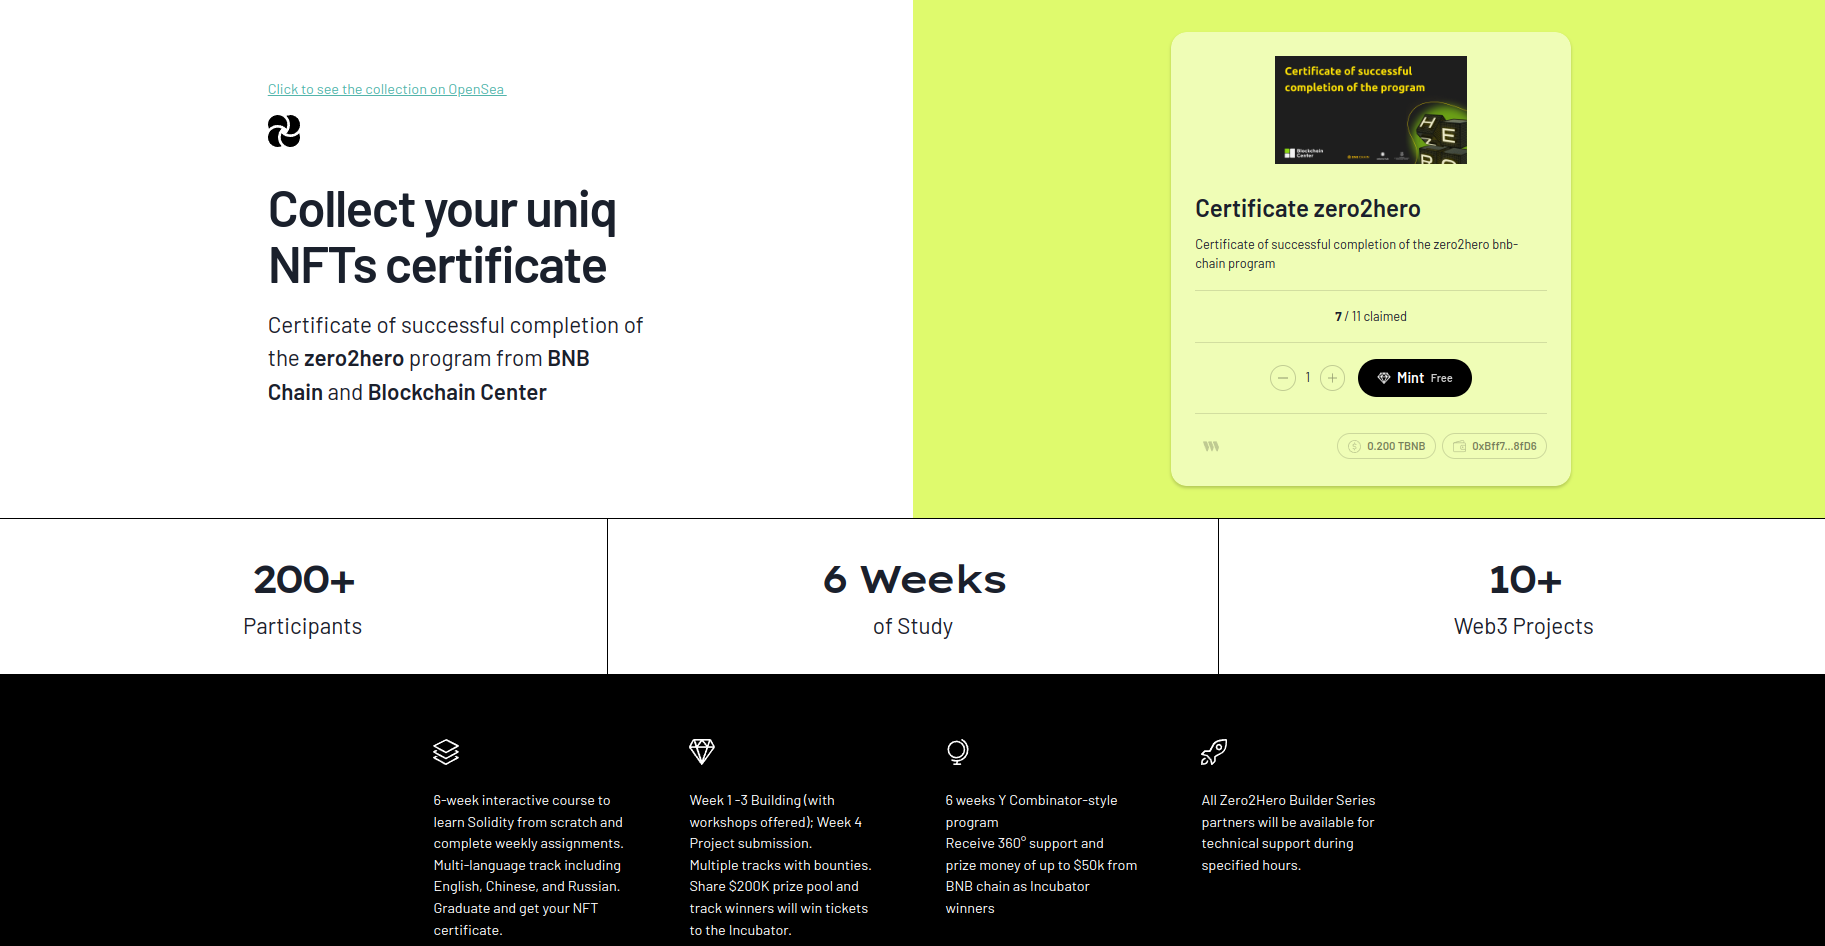 Click to see the collection on OpenSea
Collect your uniq
NFTs certificate
Certificate of successful completion of
the zero2hero program from BNB
Chain and Blockchain Center
Certificate of successful
completion of the program
H
E
Blockchain
Center
Certificate zero2hero
Certificate of successful completion of the zero2hero bnb-
chain program
7 / 11 claimed
1
Mint Free
0.200 TBNB
0xBff7...8fD6
200+
Participants
6 Weeks
of Study
10+
Web3 Projects
6-week interactive course to
learn Solidity from scratch and
complete weekly assignments.
Multi-language track including
English, Chinese, and Russian.
Graduate and get your NFT
certificate.
Week 1 -3 Building (with
workshops offered); Week 4
Project submission.
Multiple tracks with bounties.
Share $200K prize pool and
track winners will win tickets
to the Incubator.
6 weeks Y Combinator-style
program
Receive 360° support and
prize money of up to $50k from
BNB chain as Incubator
winners
All Zero2Hero Builder Series
partners will be available for
technical support during
specified hours.